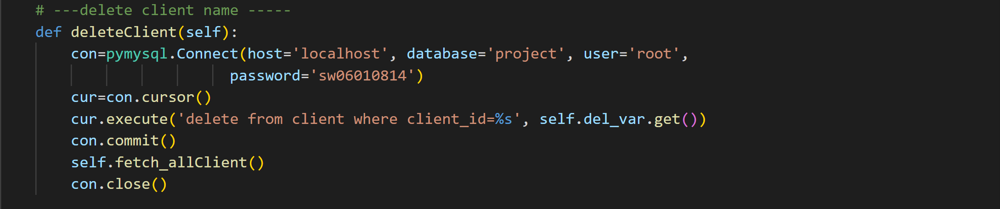 # ---delete client name -----
def deleteClient(self):
con=pymysql.Connect(host='localhost', database='project', user='root',
password='sw06010814')
cur=con.cursor()
cur.execute('delete from client where client_id=%s', self.del_var.get())
con.commit()
self.fetch_allClient()
con.close()